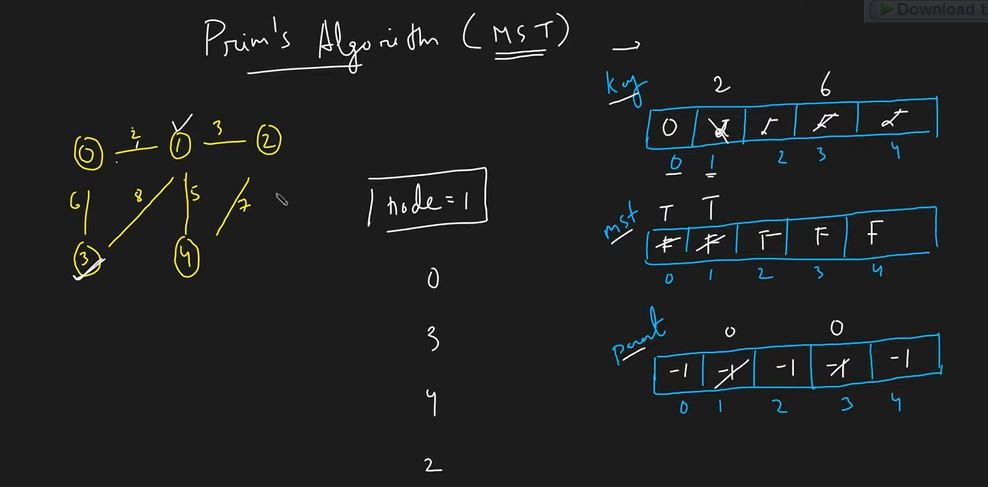 Download t
Prim's Algorithm (MST) →
key 2 6
0 ∞ ∞ ∞ ∞
0 1 2 3 4
0 2 1 3 2
6 8 5 7
3 4
node = 1
mst T T
F F F F F
0 1 2 3 4
0
3
4
2
parent 0 0
-1 -1 -1 -1 -1
0 1 2 3 4